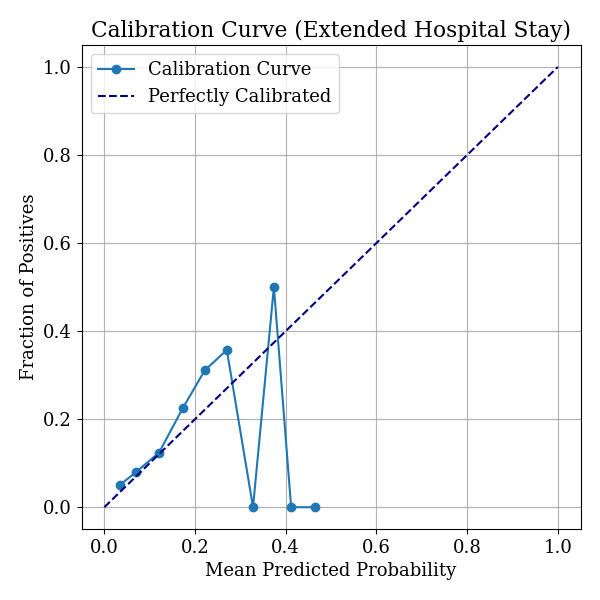 Calibration Curve (Extended Hospital Stay)
Calibration Curve
Perfectly Calibrated
1.0
0.8
0.6
0.4
0.2
0.0
Fraction of Positives
0.0 0.2 0.4 0.6 0.8 1.0
Mean Predicted Probability